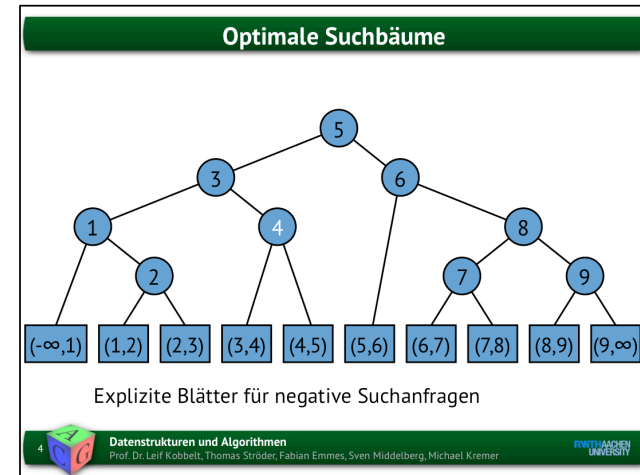 Optimale Suchbäume
5
3
6
1
4
8
2
7
9
(-∞,1) (1,2) (2,3) (3,4) (4,5) (5,6) (6,7) (7,8) (8,9) (9,∞)
Explizite Blätter für negative Suchanfragen
4
A
C G
Datenstrukturen und Algorithmen
Prof. Dr. Leif Kobbelt, Thomas Ströder, Fabian Emmes, Sven Middelberg, Michael Kremer
RWTH AACHEN
UNIVERSITY